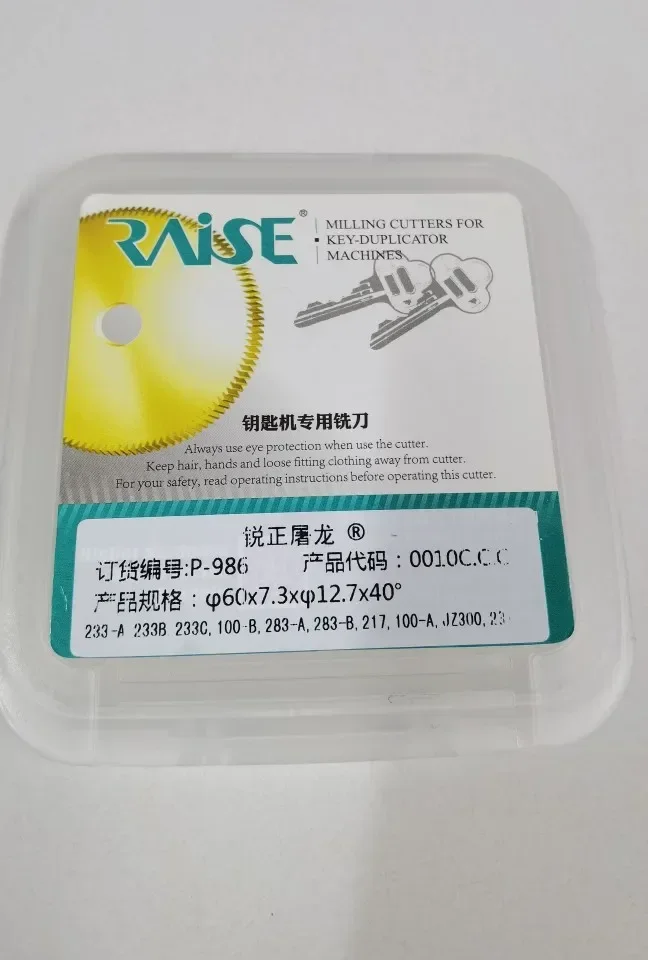 RAiSE®
MILLING CUTTERS FOR
KEY-DUPLICATOR
MACHINES
钥匙机专用铣刀
Always use eye protection when use the cutter.
Keep hair, hands and loose fitting clothing away from cutter.
For your safety, read operating instructions before operating this cutter.
锐正屠龙 ®
订货编号:P-986 产品代码：
产品规格：φ60x7.3xφ12.7x40°
233-A 233B 233C, 100-B, 283-A, 283-B, 217, 100-A, JZ300,